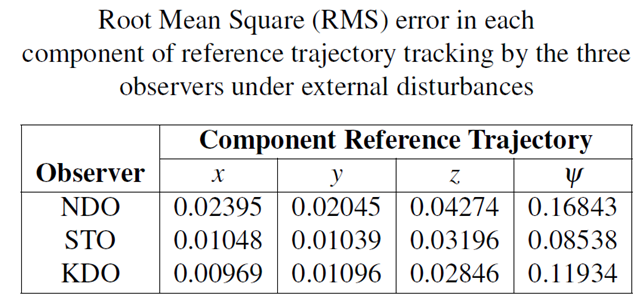 Root Mean Square (RMS) error in each
component of reference trajectory tracking by the three
observers under external disturbances
Component Reference Trajectory
Observer x y z ψ
NDO 0.02395 0.02045 0.04274 0.16843
STO 0.01048 0.01039 0.03196 0.08538
KDO 0.00969 0.01096 0.02846 0.11934